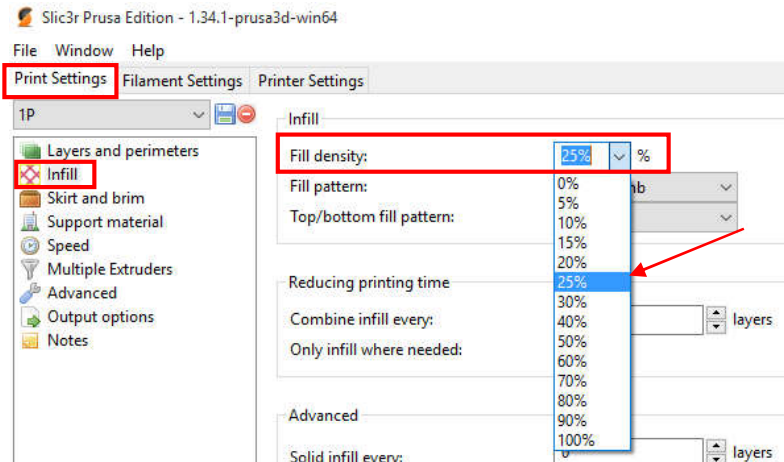 Slic3r Prusa Edition - 1.34.1-prusa3d-win64
File Window Help
Print Settings Filament Settings Printer Settings
1P
Layers and perimeters
Infill
Skirt and brim
Support material
Speed
Multiple Extruders
Advanced
Output options
Notes
Infill
Fill density: 25% %
Fill pattern:
Top/bottom fill pattern:
0%
5%
10%
15%
20%
25%
30%
40%
50%
60%
70%
80%
90%
100%
Reducing printing time
Combine infill every: layers
Only infill where needed:
Advanced
Solid infill every: layers